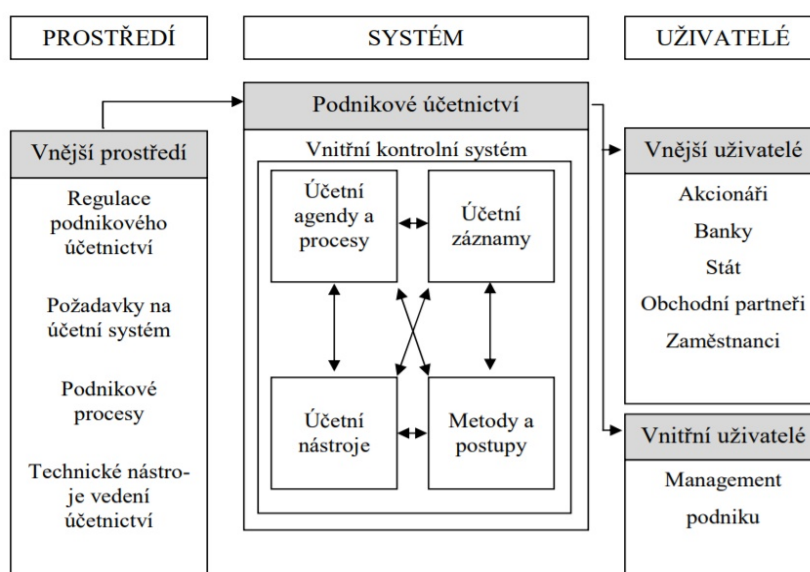 PROSTŘEDÍ
SYSTÉM
UŽIVATELÉ
Vnější prostředí
Regulace
podnikového
účetnictví
Požadavky na
účetní systém
Podnikové
procesy
Technické nástro-
je vedení
účetnictví
Podnikové účetnictví
Vnitřní kontrolní systém
Účetní
agendy a
procesy
Účetní
záznamy
Účetní
nástroje
Metody a
postupy
Vnější uživatelé
Akcionáři
Banky
Stát
Obchodní partneři
Zaměstnanci
Vnitřní uživatelé
Management
podniku